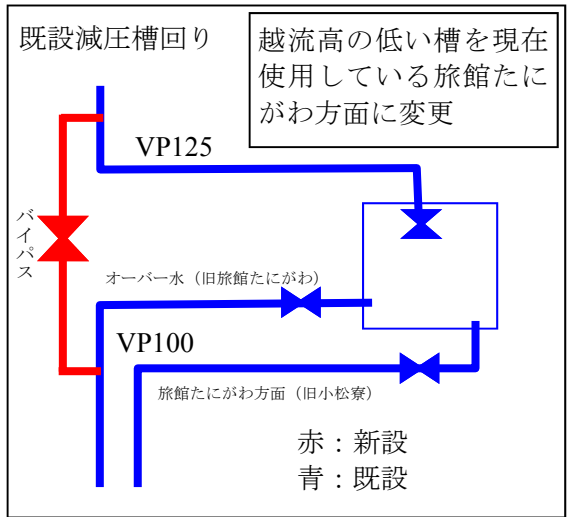 既設減圧槽回り
越流高の低い槽を現在
使用している旅館たに
がわ方面に変更
VP125
バイパス
オーバー水（旧旅館たにがわ）
VP100
旅館たにがわ方面（旧小松寮）
赤：新設
青：既設